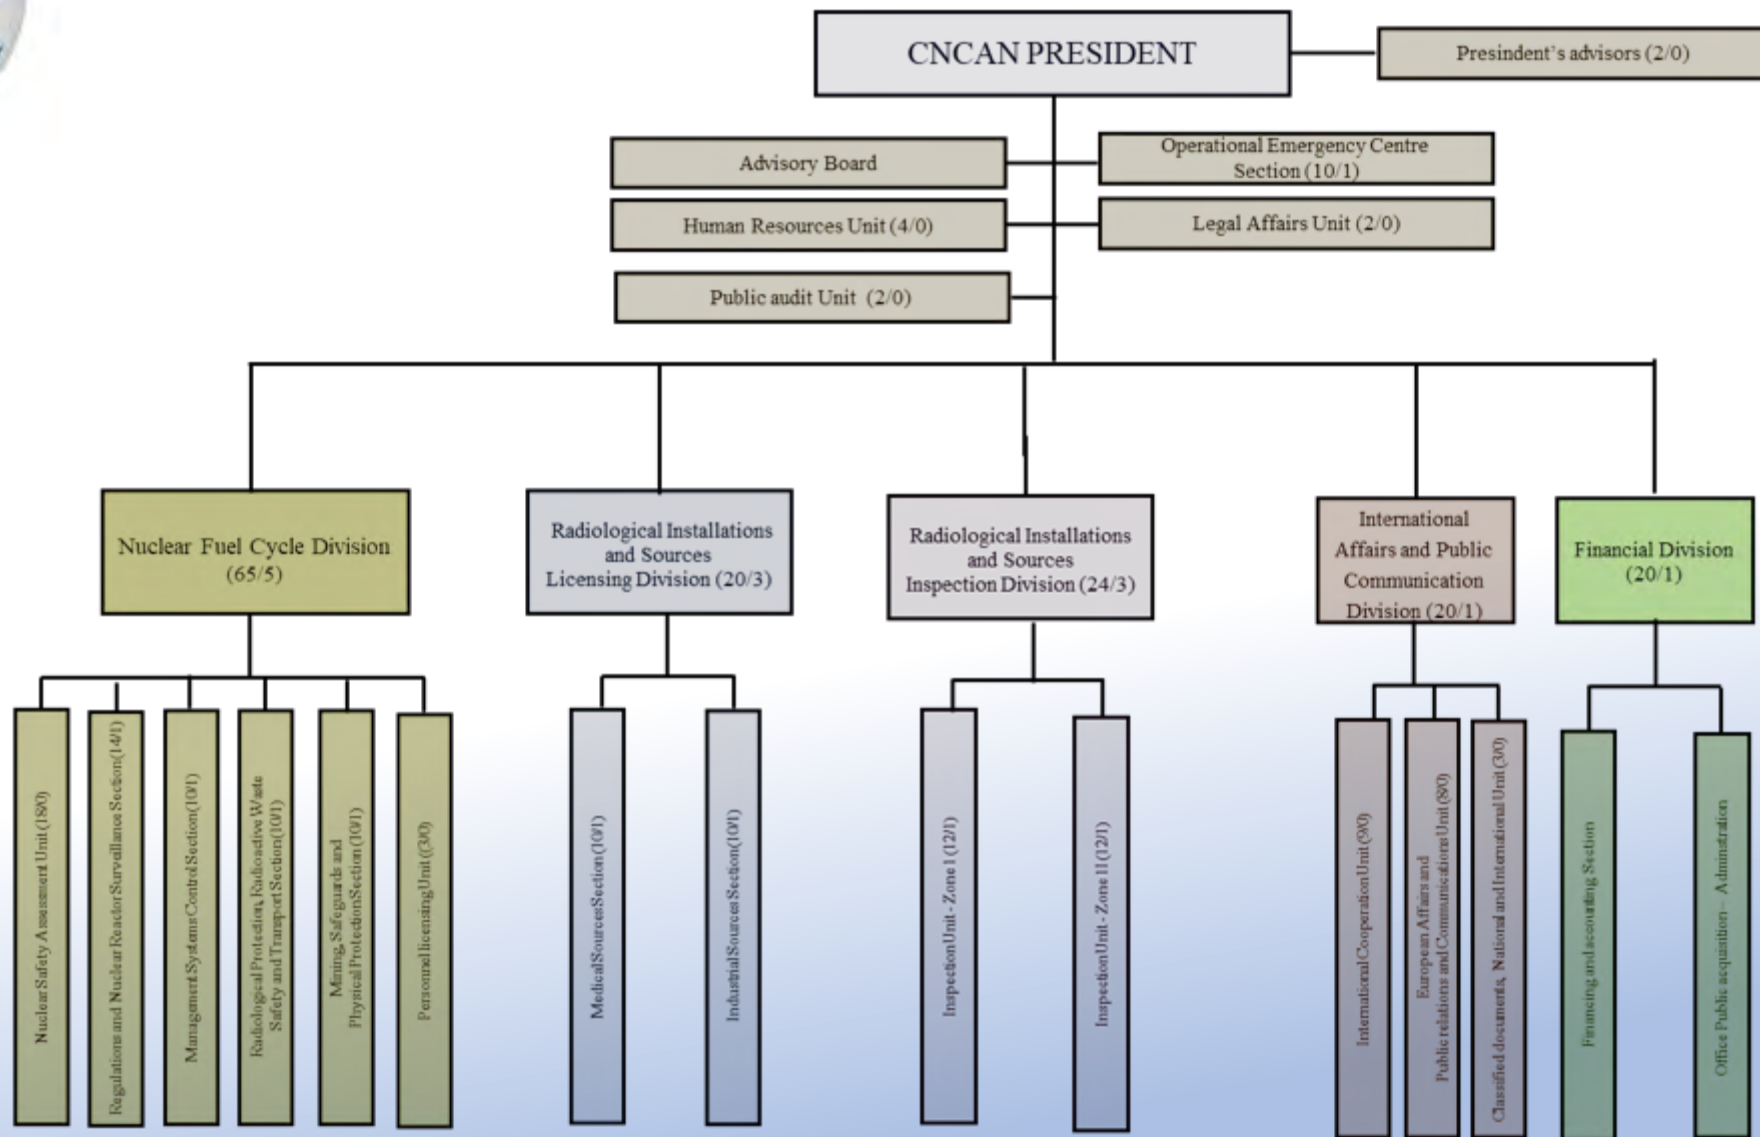 CNCAN PRESIDENT
Presindent's advisors (2/0)
Advisory Board
Operational Emergency Centre
Section (10/1)
Human Resources Unit (4/0)
Legal Affairs Unit (2/0)
Public audit Unit (2/0)
Nuclear Fuel Cycle Division
(65/5)
Radiological Installations
and Sources
Licensing Division (20/3)
Radiological Installations
and Sources
Inspection Division (24/3)
International
Affairs and Public
Communication
Division (20/1)
Financial Division
(20/1)
Nuclear Safety Assessment Unit (18/0)
Regulations and Nuclear Reactor Surveillance Section (14/1)
Managment Systems Control Section (10/1)
Radiological Protection, Radioactive Waste
Safety and Transport Section (10/1)
Mining, Safeguards and
Physical Protection Section (10/1)
Personnel licensing Unit ((3/0)
Medical Sources Section (10/1)
Industrial Sources Section (10/1)
Inspection Unit - Zone I (12/1)
Inspection Unit - Zone II (12/1)
International Cooperation Unit (9/0)
European Affairs and
Public relations and Communications Unit (8/0)
Classified documents, National and International Unit (3/0)
Financing and accounting Section
Office Public acquisition – Adminstration